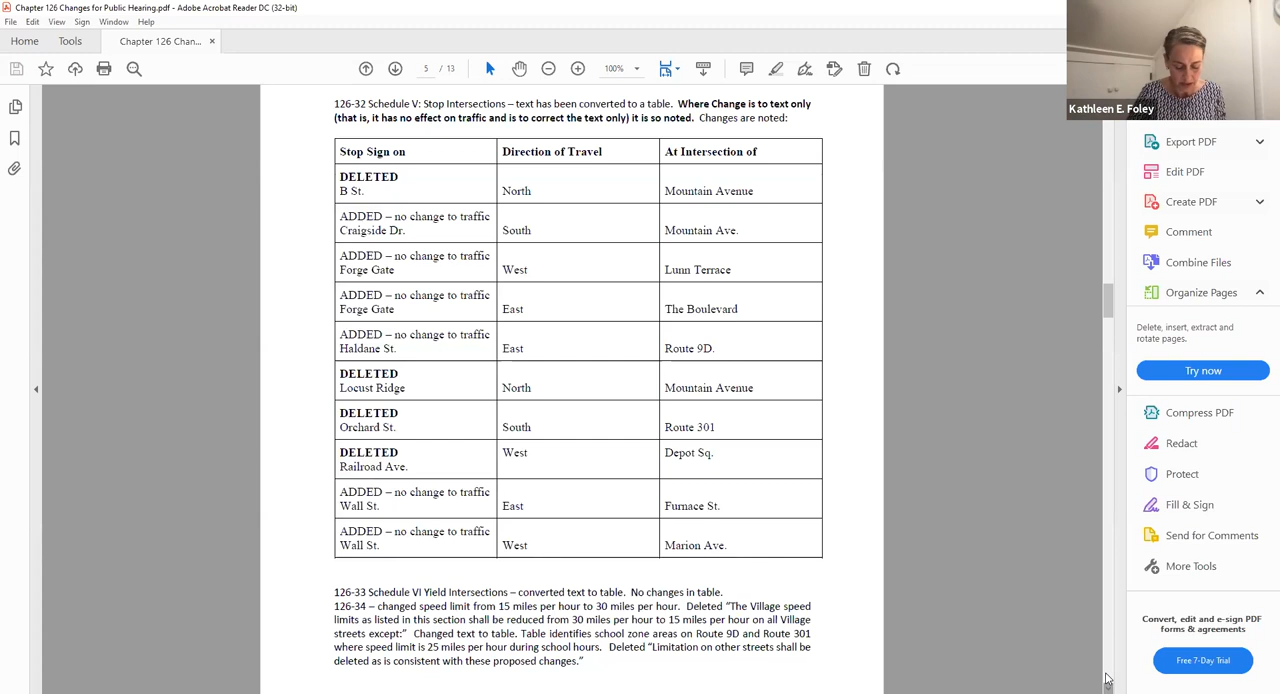 Chapter 126 Changes for Public Hearing.pdf - Adobe Acrobat Reader DC (32-bit)
File Edit View Sign Window Help
Home Tools Chapter 126 Chan... ×
5 / 13 100%
Kathleen E. Foley
126-32 Schedule V: Stop Intersections – text has been converted to a table. Where Change is to text only
(that is, it has no effect on traffic and is to correct the text only) it is so noted. Changes are noted:
Stop Sign on Direction of Travel At Intersection of
DELETED
B St. North Mountain Avenue
ADDED – no change to traffic
Craigside Dr. South Mountain Ave.
ADDED – no change to traffic
Forge Gate West Lunn Terrace
ADDED – no change to traffic
Forge Gate East The Boulevard
ADDED – no change to traffic
Haldane St. East Route 9D.
DELETED
Locust Ridge North Mountain Avenue
DELETED
Orchard St. South Route 301
DELETED West Depot Sq.
Railroad Ave.
ADDED – no change to traffic
Wall St. East Furnace St.
ADDED – no change to traffic
Wall St. West Marion Ave.
126-33 Schedule VI Yield Intersections – converted text to table. No changes in table.
126-34 – changed speed limit from 15 miles per hour to 30 miles per hour. Deleted “The Village speed
limits as listed in this section shall be reduced from 30 miles per hour to 15 miles per hour on all Village
streets except:” Changed text to table. Table identifies school zone areas on Route 9D and Route 301
where speed limit is 25 miles per hour during school hours. Deleted “Limitation on other streets shall be
deleted as is consistent with these proposed changes.”
Export PDF
Edit PDF
Create PDF
Comment
Combine Files
Organize Pages
Delete, insert, extract and
rotate pages.
Try now
Compress PDF
Redact
Protect
Fill & Sign
Send for Comments
More Tools
Convert, edit and e-sign PDF
forms & agreements
Free 7-Day Trial